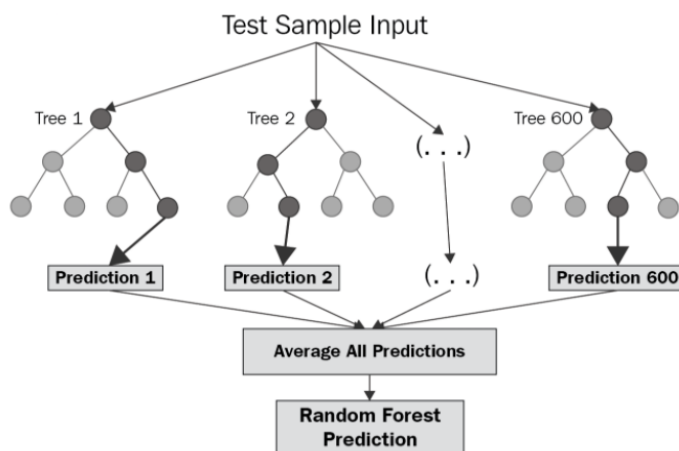 Test Sample Input
Tree 1
Tree 2
(. . .)
Tree 600
Prediction 1
Prediction 2
(. . .)
Prediction 600
Average All Predictions
Random Forest
Prediction